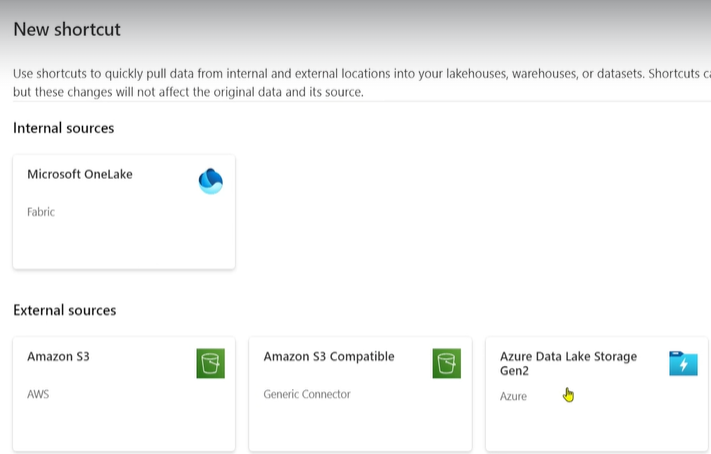 New shortcut
Use shortcuts to quickly pull data from internal and external locations into your lakehouses, warehouses, or datasets. Shortcuts
but these changes will not affect the original data and its source.
Internal sources
Microsoft OneLake
Fabric
External sources
Amazon S3
AWS
Amazon S3 Compatible
Generic Connector
Azure Data Lake Storage
Gen2
Azure